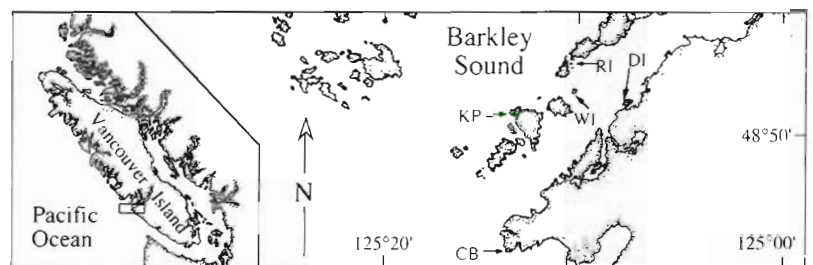 Vancouver Island
Pacific
Ocean
N
Barkley
Sound
RI
DI
KP
WI
48°50'
125°20'
CB
125°00'